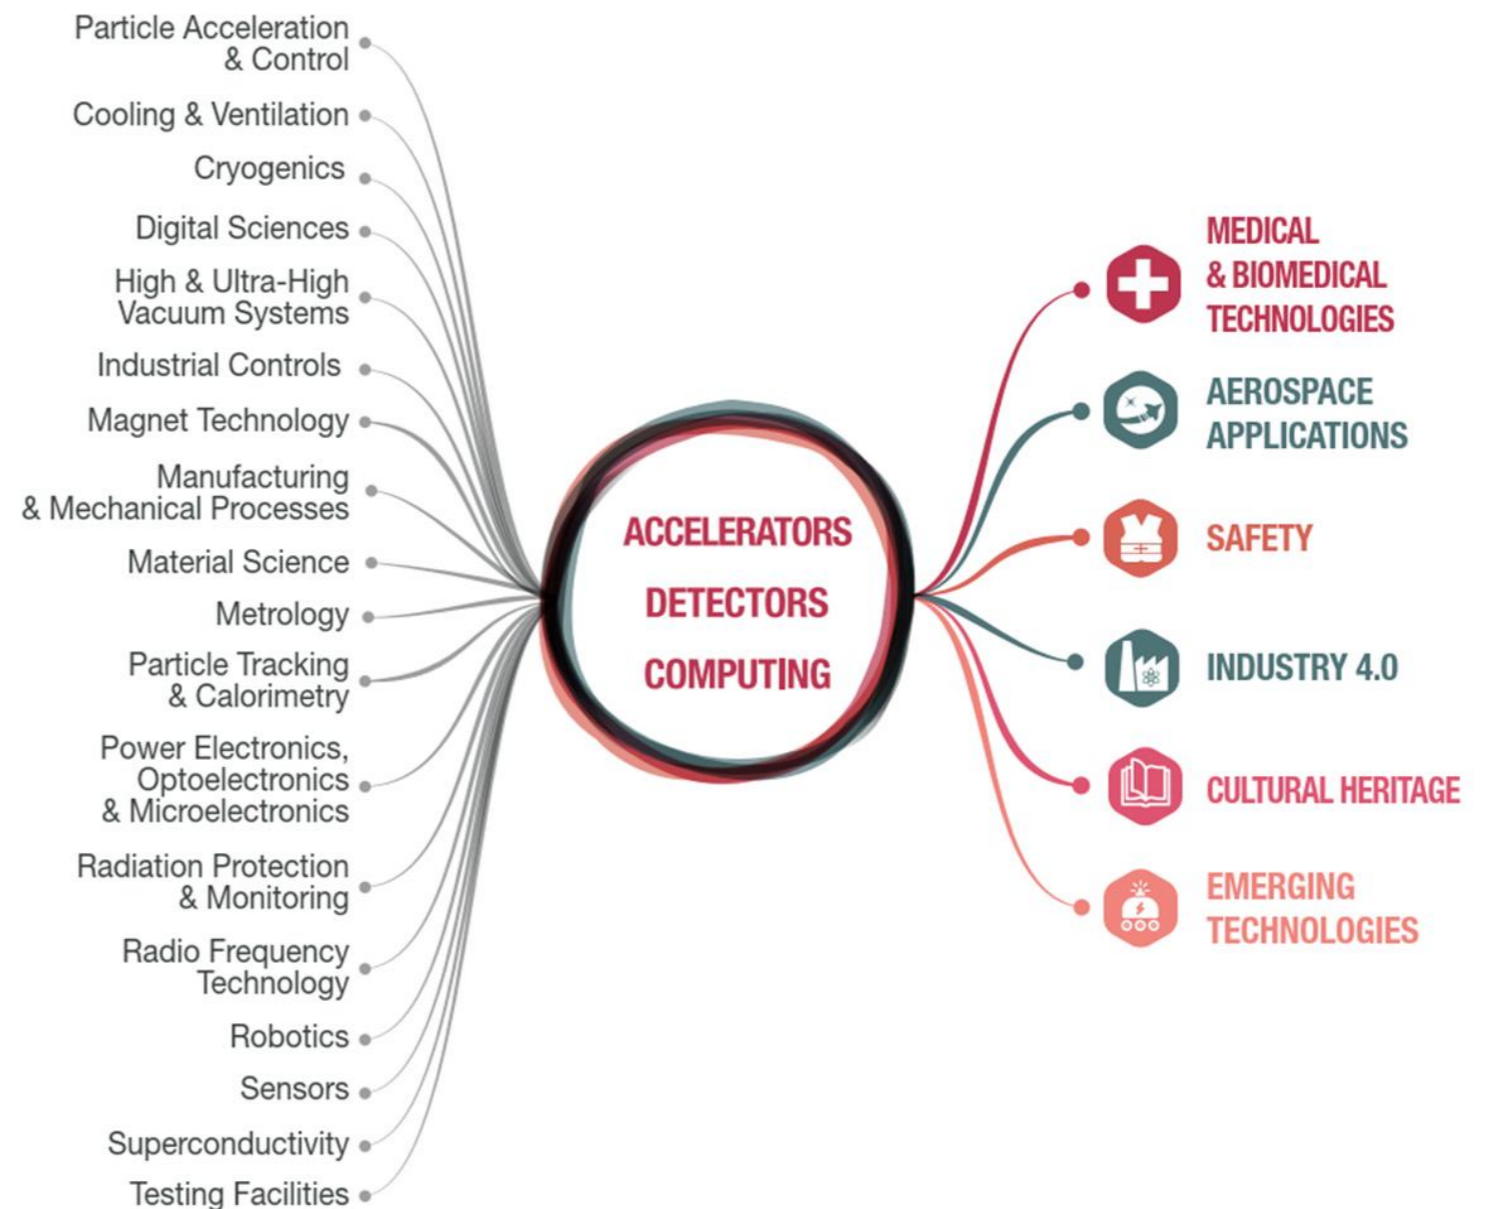 Particle Acceleration
& Control
Cooling & Ventilation
Cryogenics
Digital Sciences
High & Ultra-High
Vacuum Systems
Industrial Controls
Magnet Technology
Manufacturing
& Mechanical Processes
Material Science
Metrology
Particle Tracking
& Calorimetry
Power Electronics,
Optoelectronics
& Microelectronics
Radiation Protection
& Monitoring
Radio Frequency
Technology
Robotics
Sensors
Superconductivity
Testing Facilities
ACCELERATORS
DETECTORS
COMPUTING
MEDICAL
& BIOMEDICAL
TECHNOLOGIES
AEROSPACE
APPLICATIONS
SAFETY
INDUSTRY 4.0
CULTURAL HERITAGE
EMERGING
TECHNOLOGIES